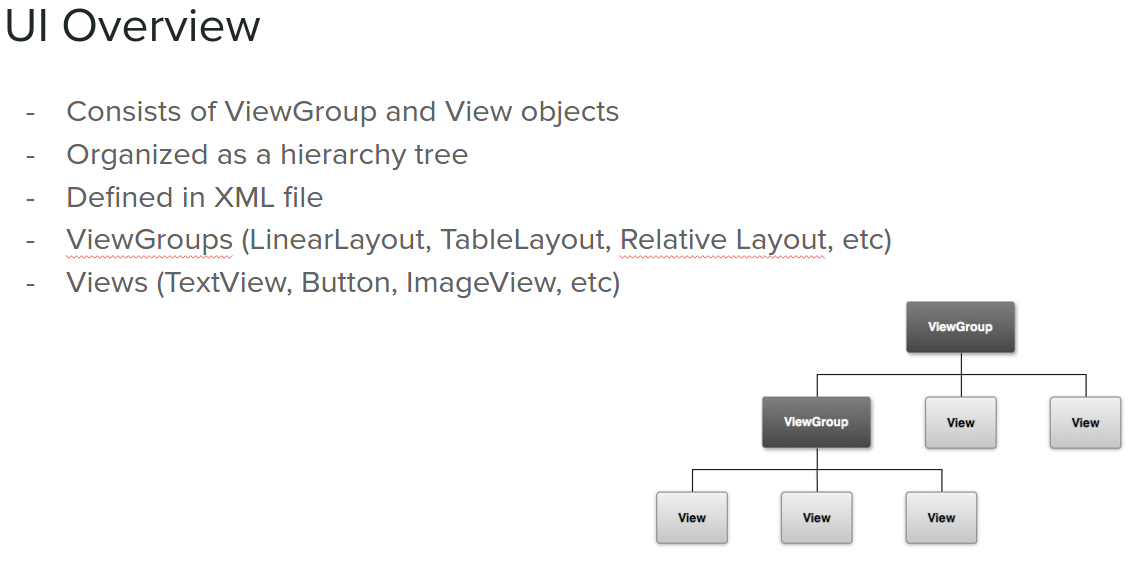 UI Overview
- Consists of ViewGroup and View objects
- Organized as a hierarchy tree
- Defined in XML file
- ViewGroups (LinearLayout, TableLayout, Relative Layout, etc)
- Views (TextView, Button, ImageView, etc)
ViewGroup
ViewGroup View View
View View View